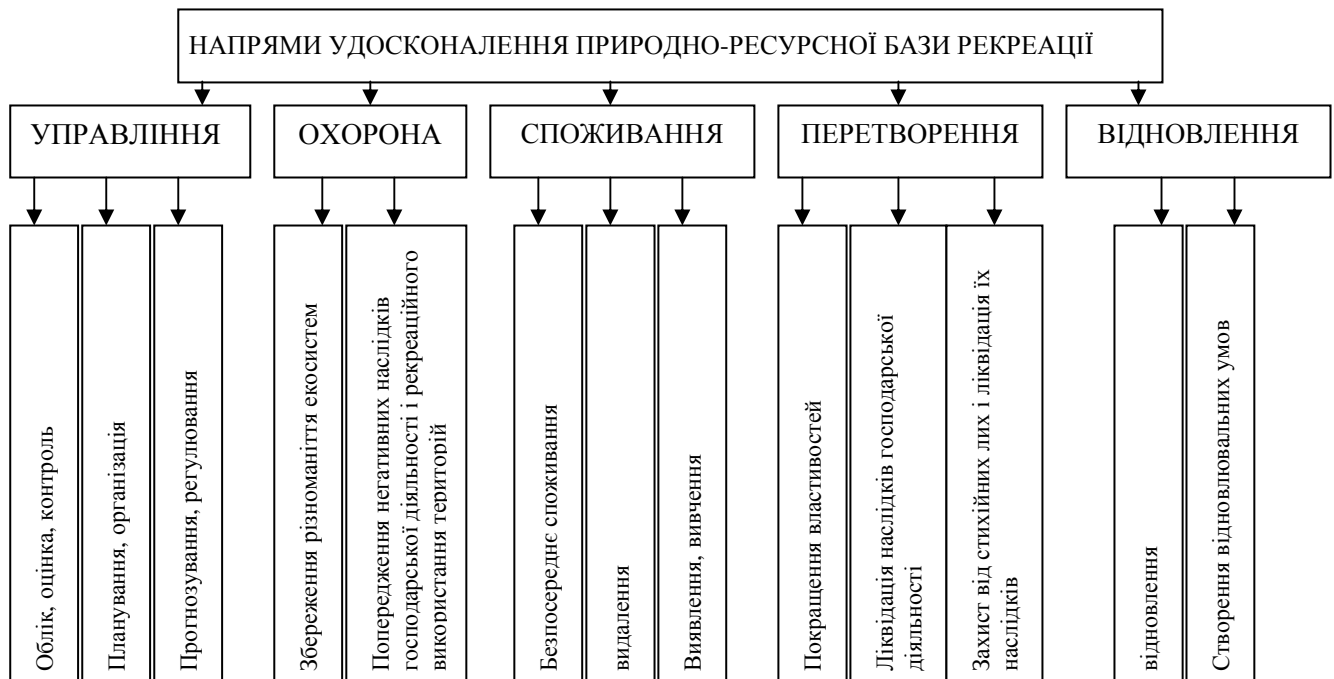 НАПРЯМИ УДОСКОНАЛЕННЯ ПРИРОДНО-РЕСУРСНОЇ БАЗИ РЕКРЕАЦІЇ
УПРАВЛІННЯ
ОХОРОНА
СПОЖИВАННЯ
ПЕРЕТВОРЕННЯ
ВІДНОВЛЕННЯ
Облік, оцінка, контроль
Планування, організація
Прогнозування, регулювання
Збереження різноманіття екосистем
Попередження негативних наслідків
господарської діяльності і рекреаційного
використання територій
Безпосереднє споживання
видалення
Виявлення, вивчення
Покращення властивостей
Ліквідація наслідків господарської
діяльності
Захист від стихійних лих і ліквідація їх
наслідків
відновлення
Створення відновлювальних умов